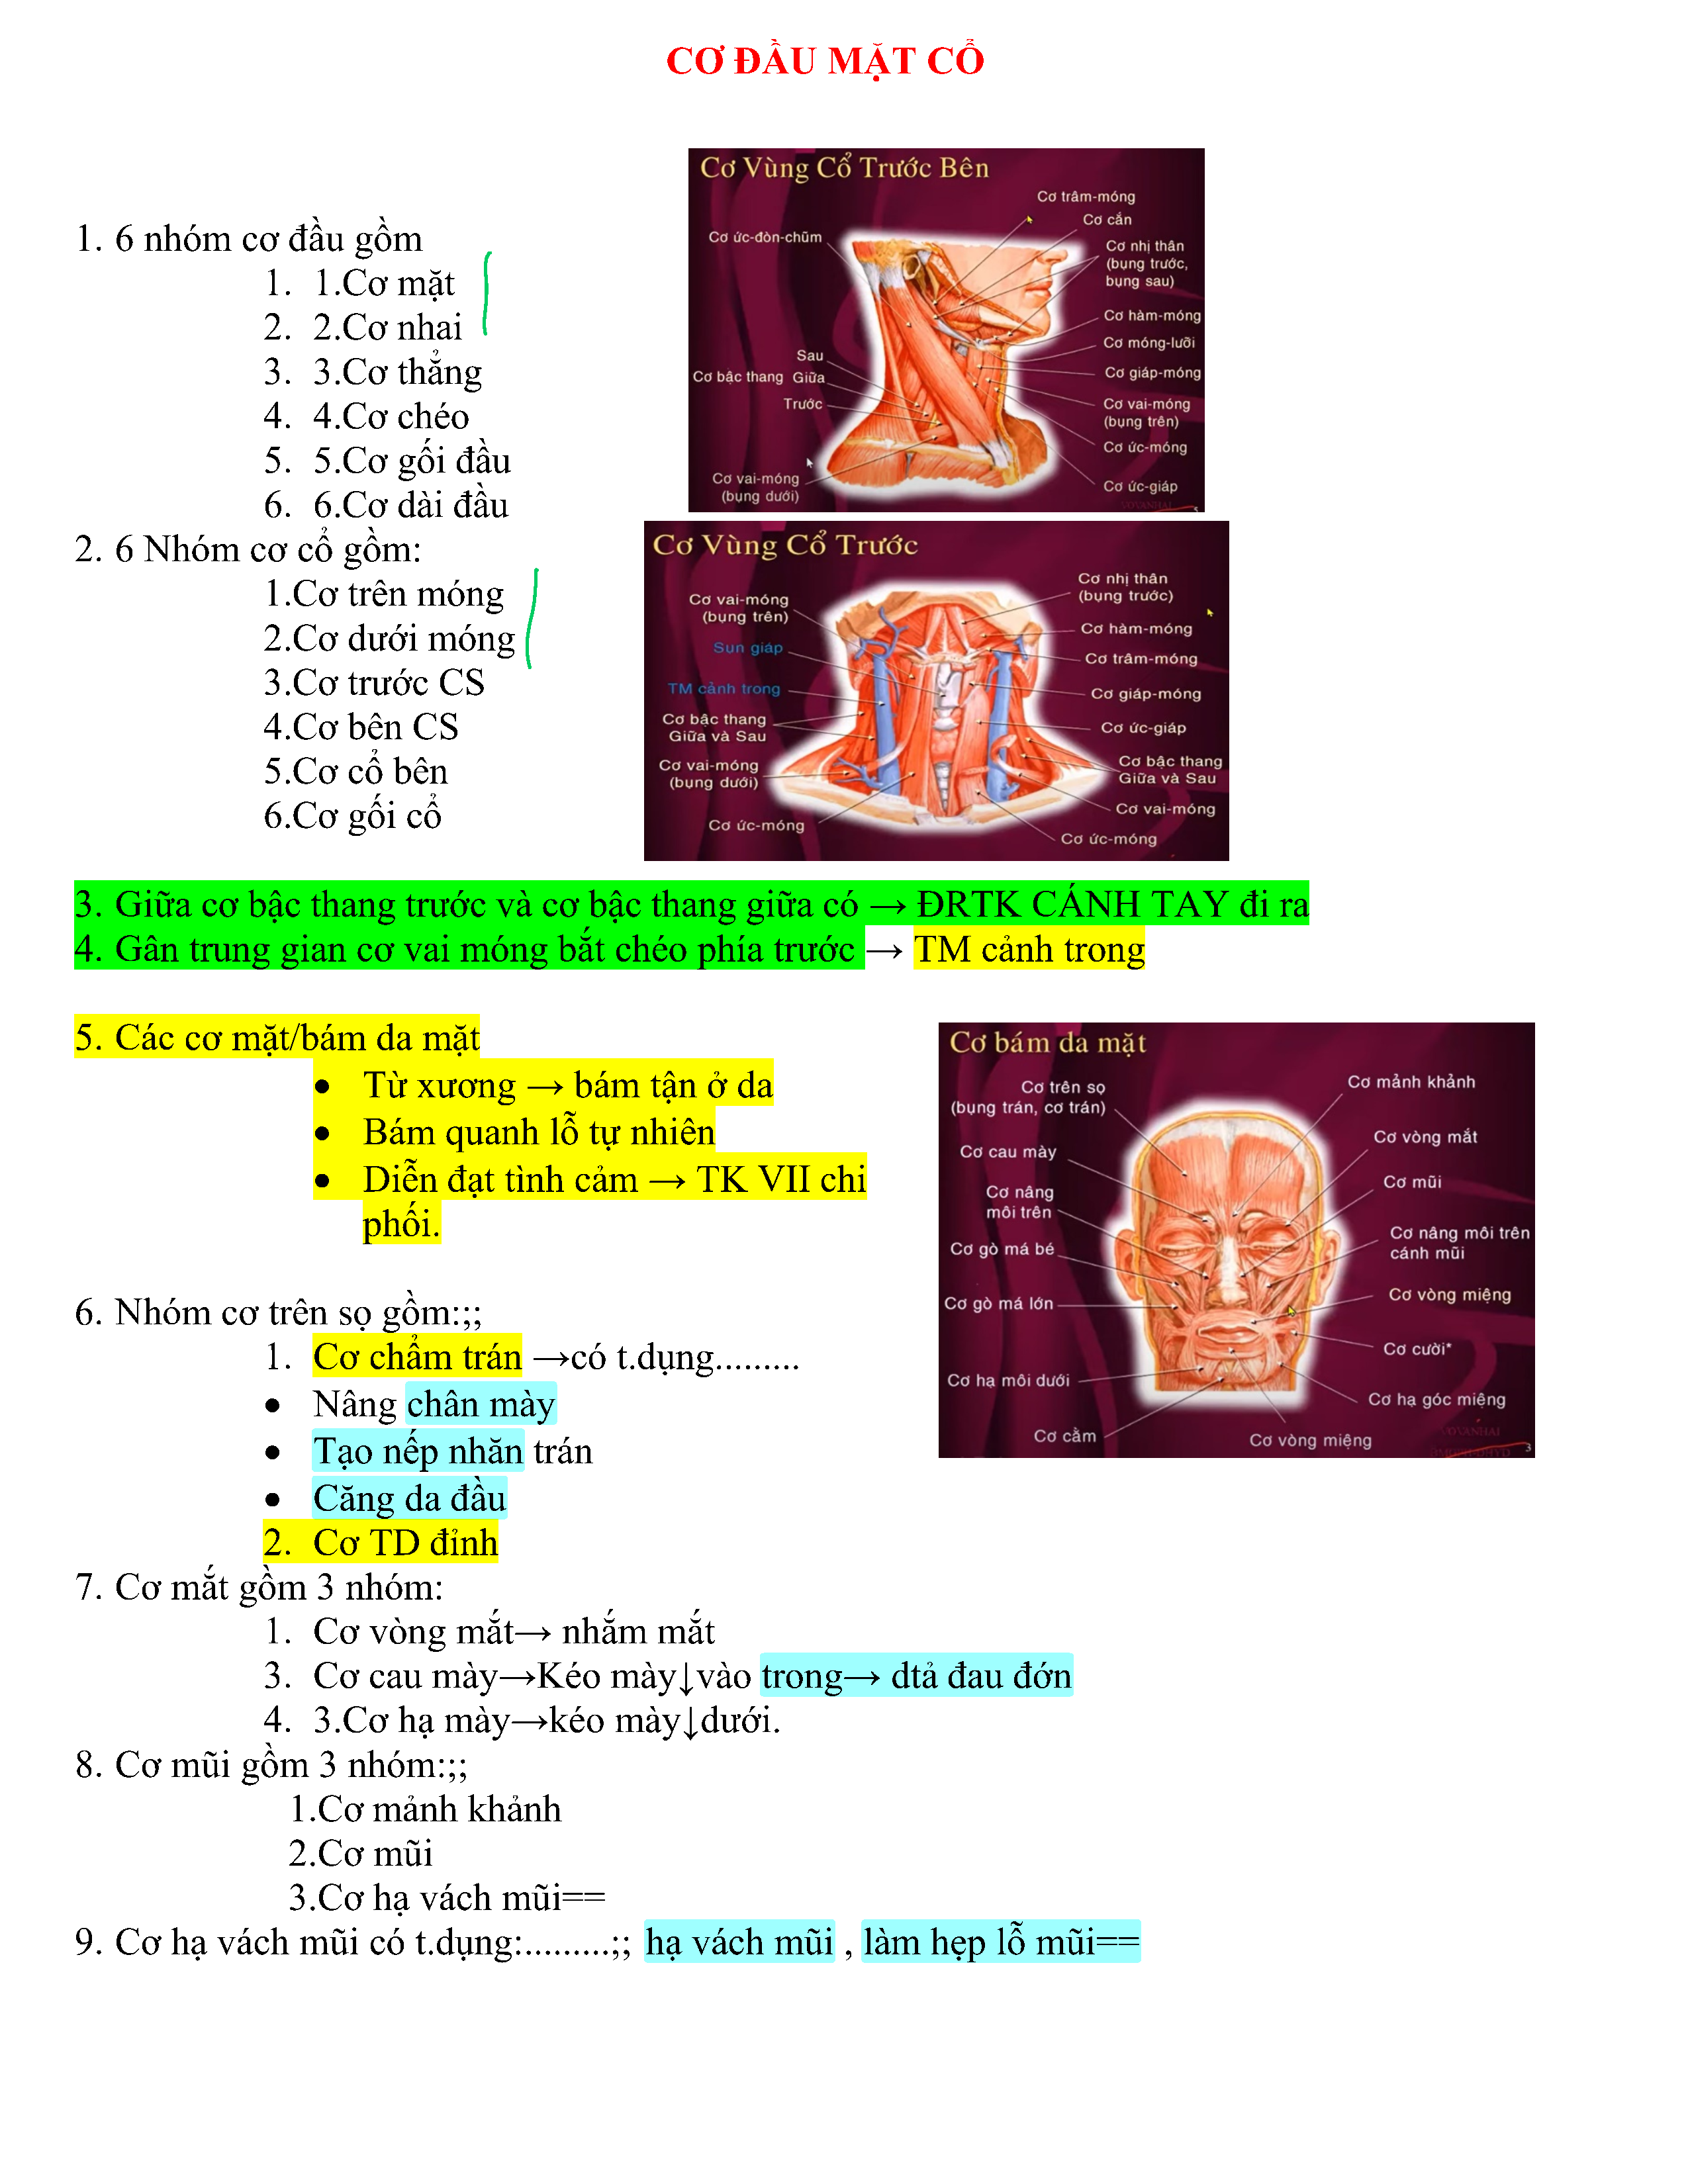 CƠ ĐẦU MẶT CỔ
1. 6 nhóm cơ đầu gồm
1. 1.Cơ mặt
2. 2.Cơ nhai
3. 3.Cơ thẳng
4. 4.Cơ chéo
5. 5.Cơ gối đầu
6. 6.Cơ dài đầu
2. 6 Nhóm cơ cổ gồm:
1.Cơ trên móng
2.Cơ dưới móng
3.Cơ trước CS
4.Cơ bên CS
5.Cơ cổ bên
6.Cơ gối cổ
Cơ Vùng Cổ Trước Bên
Cơ trâm-móng
Cơ cắn
Cơ ức-đòn-chũm
Cơ nhị thân
(bụng trước,
bụng sau)
Cơ hàm-móng
Cơ móng-lưỡi
Sau
Cơ bậc thang Giữa
Cơ giáp-móng
Trước
Cơ vai-móng
(bụng trên)
Cơ ức-móng
Cơ vai-móng
(bụng dưới)
Cơ ức-giáp
VOVANHAI
5
Cơ Vùng Cổ Trước
Cơ nhị thân
(bụng trước)
Cơ vai-móng
(bụng trên)
Cơ hàm-móng
Sụn giáp
Cơ trâm-móng
TM cảnh trong
Cơ giáp-móng
Cơ bậc thang
Giữa và Sau
Cơ ức-giáp
Cơ vai-móng
(bụng dưới)
Cơ bậc thang
Giữa và Sau
Cơ vai-móng
Cơ ức-móng
Cơ ức-móng
3. Giữa cơ bậc thang trước và cơ bậc thang giữa có → ĐRTK CÁNH TAY đi ra
4. Gân trung gian cơ vai móng bắt chéo phía trước → TM cảnh trong
5. Các cơ mặt/bám da mặt
• Từ xương → bám tận ở da
• Bám quanh lỗ tự nhiên
• Diễn đạt tình cảm → TK VII chi
phối.
Cơ bám da mặt
Cơ trên sọ
(bụng trán, cơ trán)
Cơ mảnh khảnh
Cơ cau mày
Cơ vòng mắt
Cơ nâng
môi trên
Cơ mũi
Cơ gò má bé
Cơ nâng môi trên
cánh mũi
Cơ gò má lớn
Cơ vòng miệng
Cơ cười*
Cơ hạ môi dưới
Cơ hạ góc miệng
Cơ cằm
Cơ vòng miệng
VOVANHAI
3
6. Nhóm cơ trên sọ gồm:;;
1. Cơ chẩm trán →có t.dụng.........
• Nâng chân mày
• Tạo nếp nhăn trán
• Căng da đầu
2. Cơ TD đỉnh
7. Cơ mắt gồm 3 nhóm:
1. Cơ vòng mắt→ nhắm mắt
3. Cơ cau mày→Kéo mày↓vào trong→ dtả đau đớn
4. 3.Cơ hạ mày→kéo mày↓dưới.
8. Cơ mũi gồm 3 nhóm:;;
1.Cơ mảnh khảnh
2.Cơ mũi
3.Cơ hạ vách mũi==
9. Cơ hạ vách mũi có t.dụng:.........;; hạ vách mũi , làm hẹp lỗ mũi==